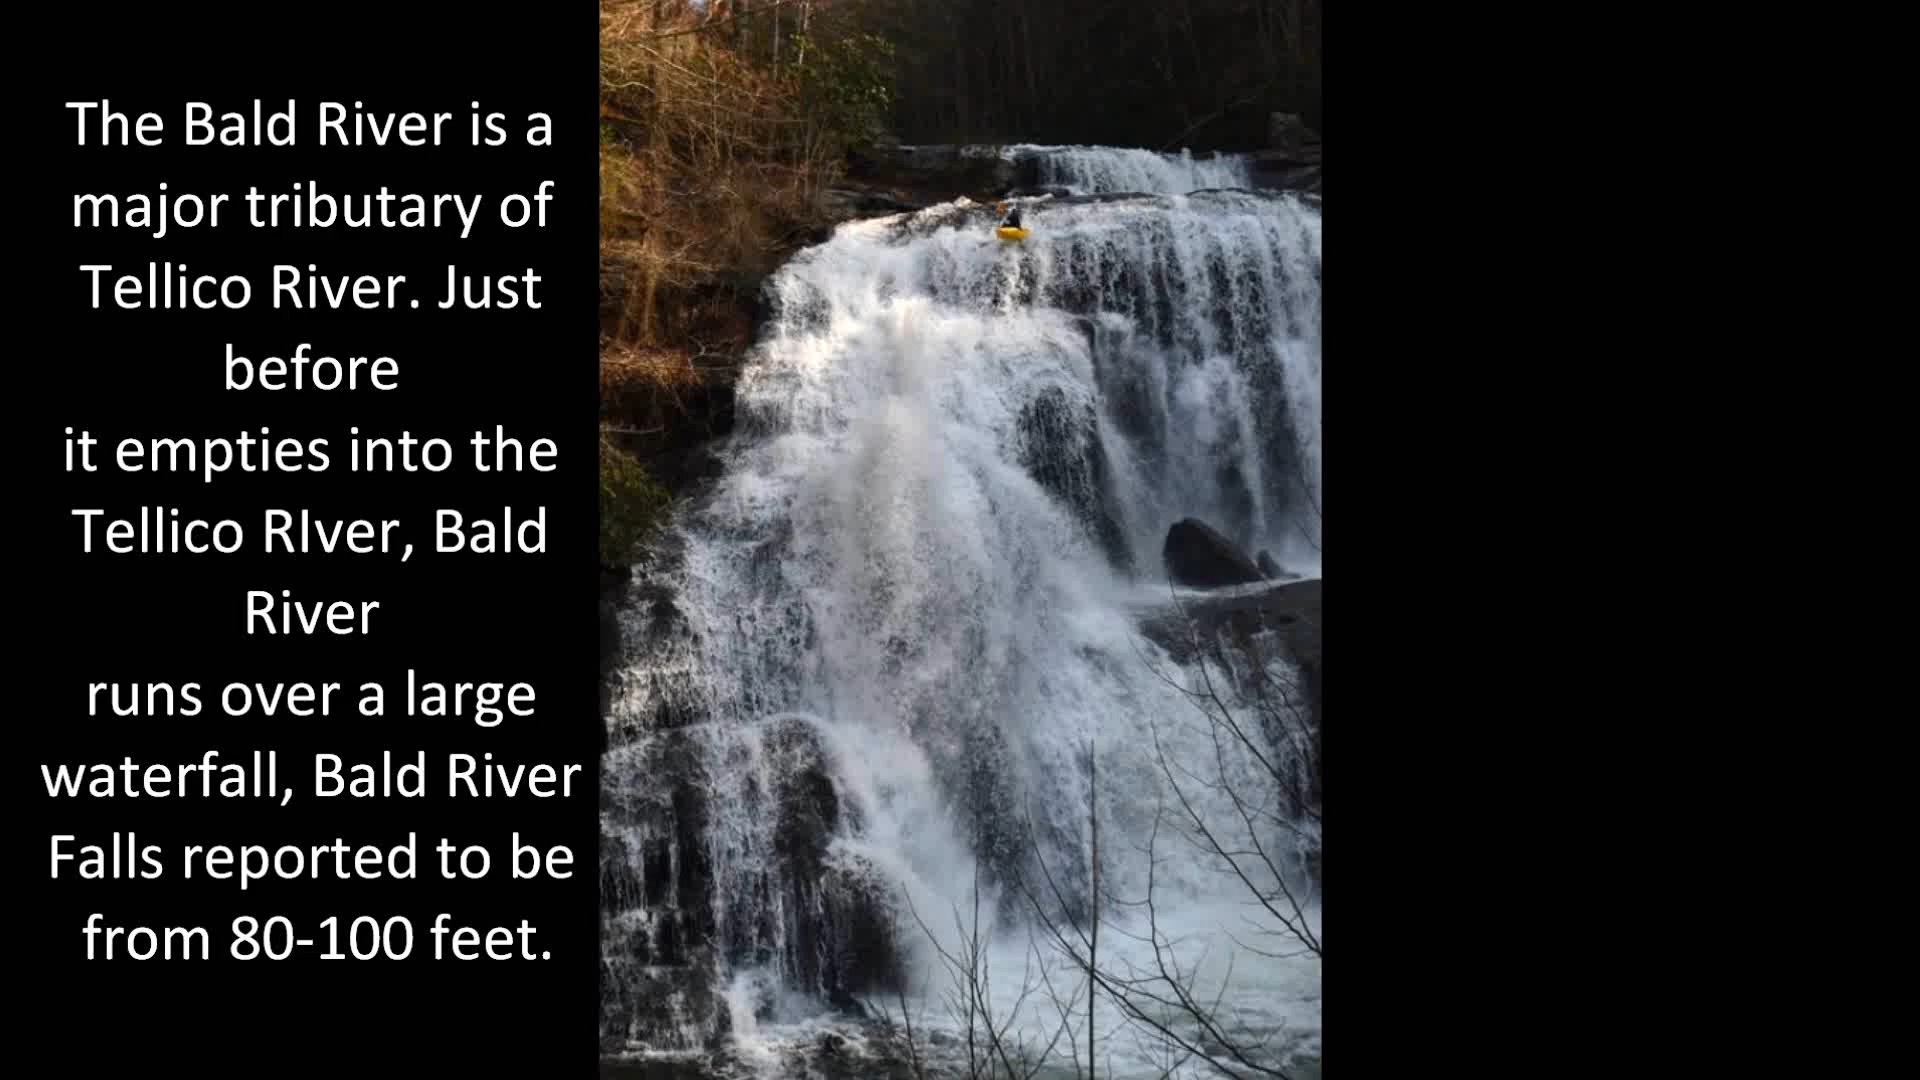 The Bald River is a
major tributary of
Tellico River. Just
before
it empties into the
Tellico RIver, Bald
River
runs over a large
waterfall, Bald River
Falls reported to be
from 80-100 feet.